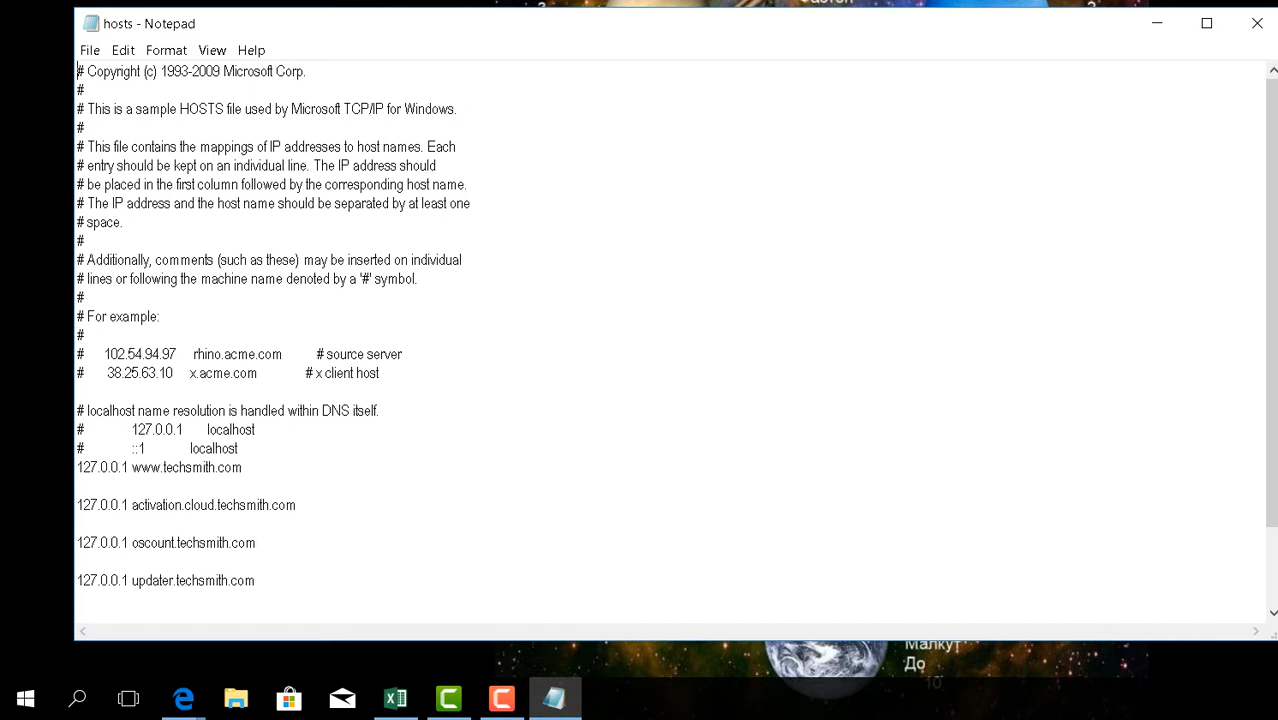 Фастен
3
2
hosts - Notepad
File Edit Format View Help
# Copyright (c) 1993-2009 Microsoft Corp.
#
# This is a sample HOSTS file used by Microsoft TCP/IP for Windows.
#
# This file contains the mappings of IP addresses to host names. Each
# entry should be kept on an individual line. The IP address should
# be placed in the first column followed by the corresponding host name.
# The IP address and the host name should be separated by at least one
# space.
#
# Additionally, comments (such as these) may be inserted on individual
# lines or following the machine name denoted by a '#' symbol.
#
# For example:
#
# 102.54.94.97 rhino.acme.com # source server
# 38.25.63.10 x.acme.com # x client host
# localhost name resolution is handled within DNS itself.
# 127.0.0.1 localhost
# ::1 localhost
127.0.0.1 www.techsmith.com
127.0.0.1 activation.cloud.techsmith.com
127.0.0.1 oscount.techsmith.com
127.0.0.1 updater.techsmith.com
Малкут
До
10